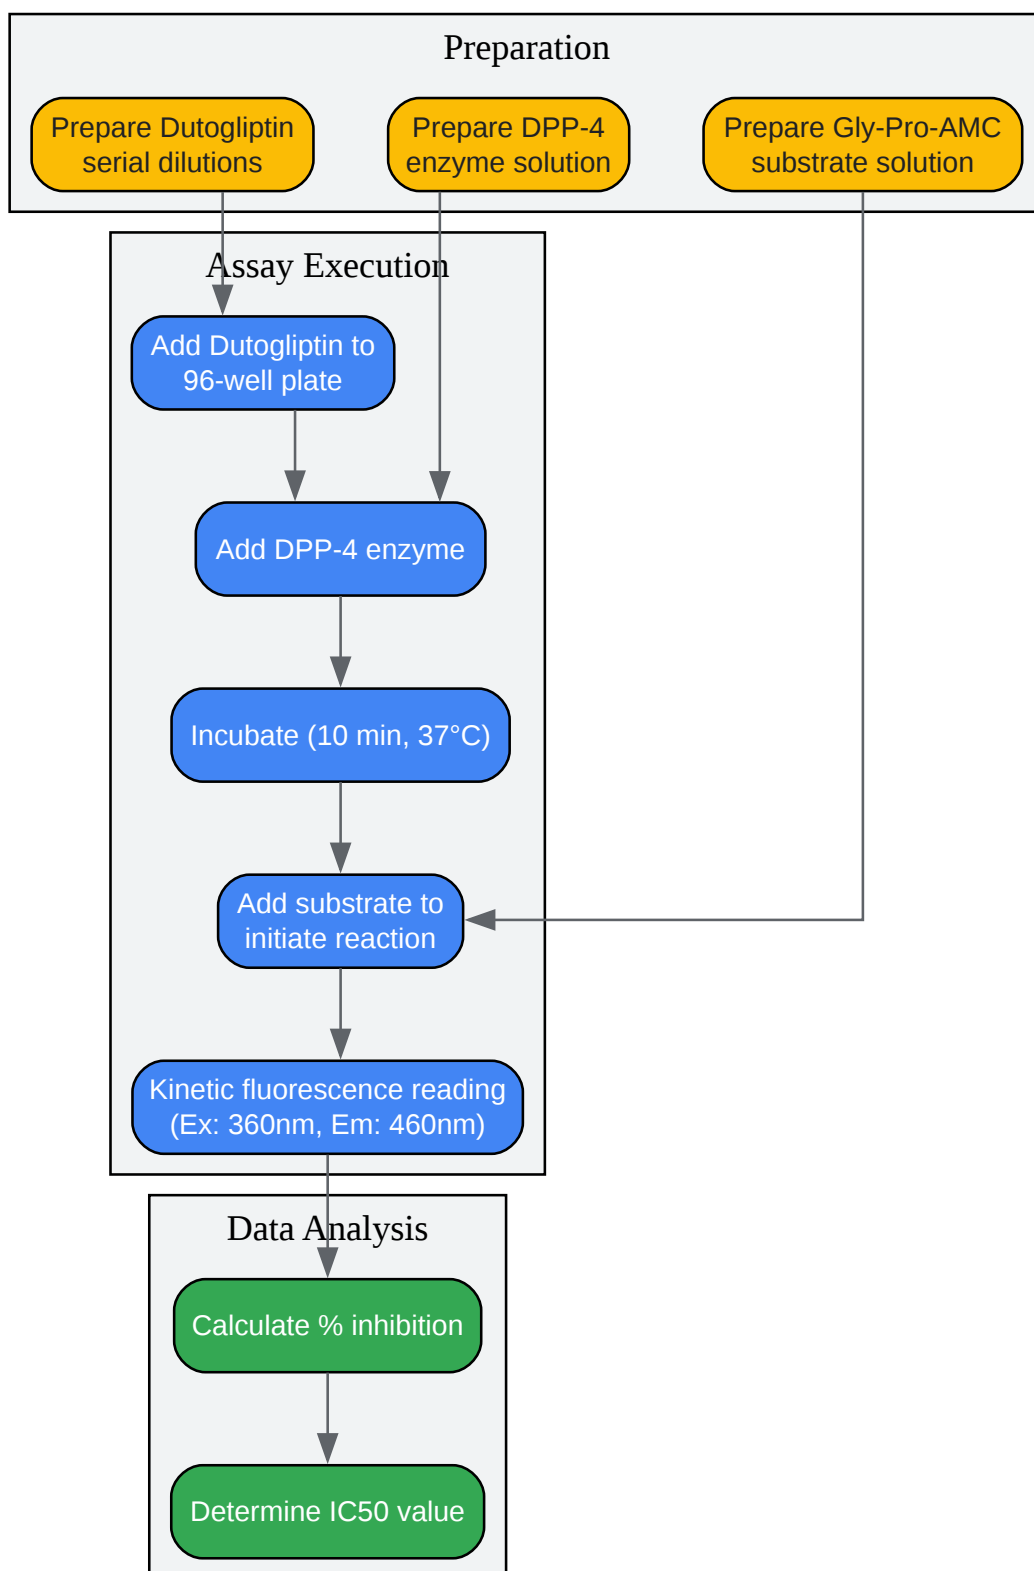 Preparation
Prepare Dutogliptin
serial dilutions
Prepare DPP-4
enzyme solution
Prepare Gly-Pro-AMC
substrate solution
Assay Execution
Add Dutogliptin to
96-well plate
Add DPP-4 enzyme
Incubate (10 min, 37°C)
Add substrate to
initiate reaction
Kinetic fluorescence reading
(Ex: 360nm, Em: 460nm)
Data Analysis
Calculate % inhibition
Determine IC50 value